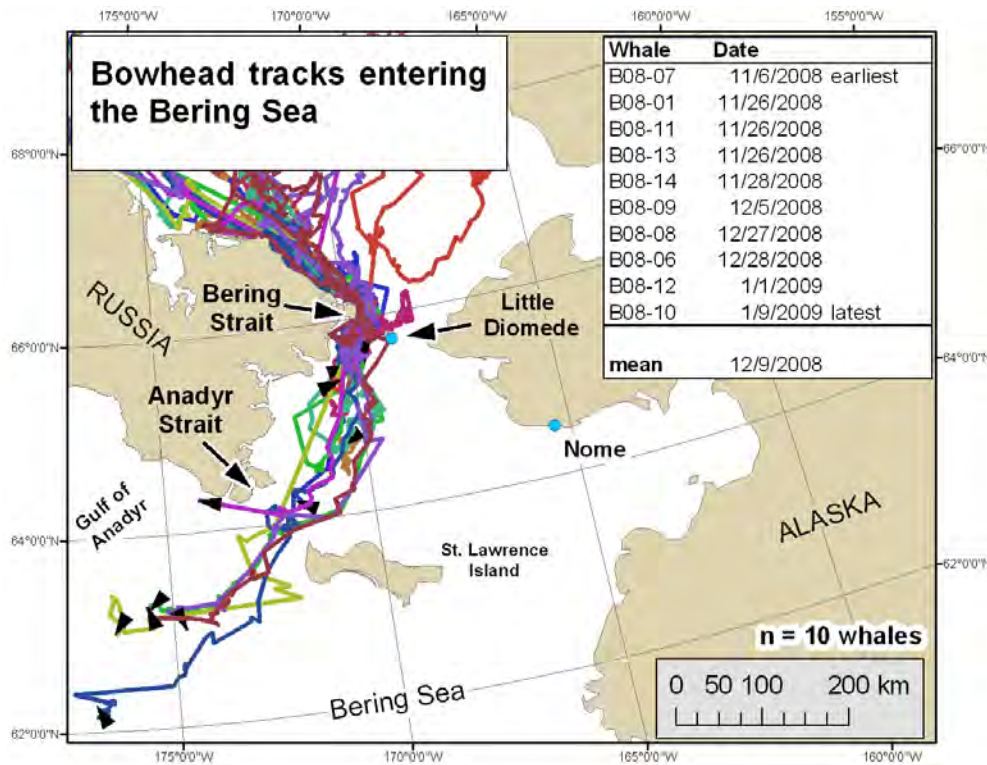 175°0'0"W
170°0'0"W
165°0'0"W
160°0'0"W
155°0'0"W
Bowhead tracks entering
the Bering Sea
Whale Date
B08-07 11/6/2008 earliest
B08-01 11/26/2008
B08-11 11/26/2008
B08-13 11/26/2008
B08-14 11/28/2008
B08-09 12/5/2008
B08-08 12/27/2008
B08-06 12/28/2008
B08-12 1/1/2009
B08-10 1/9/2009 latest
mean 12/9/2008
68°0'0"N
66°0'0"N
RUSSIA
Bering
Strait
Little
Diomede
66°0'0"N
64°0'0"N
Anadyr
Strait
Nome
Gulf of
Anadyr
ALASKA
64°0'0"N
St. Lawrence
Island
62°0'0"N
n = 10 whales
0 50 100 200 km
Bering Sea
62°0'0"N
175°0'0"W
170°0'0"W
165°0'0"W
160°0'0"W